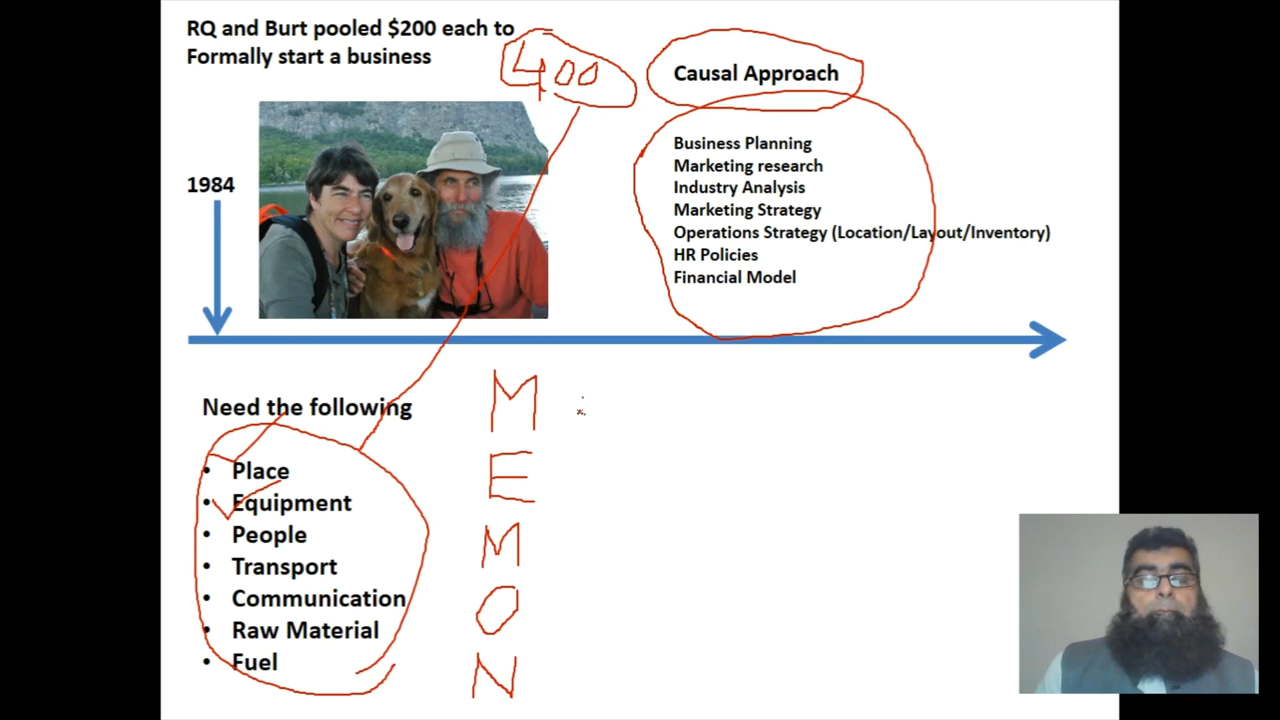 RQ and Burt pooled $200 each to
Formally start a business
400
Causal Approach
Business Planning
Marketing research
Industry Analysis
Marketing Strategy
Operations Strategy (Location/Layout/Inventory)
HR Policies
Financial Model
1984
Need the following
• Place
• Equipment
• People
• Transport
• Communication
• Raw Material
• Fuel
M
E
M
O
N